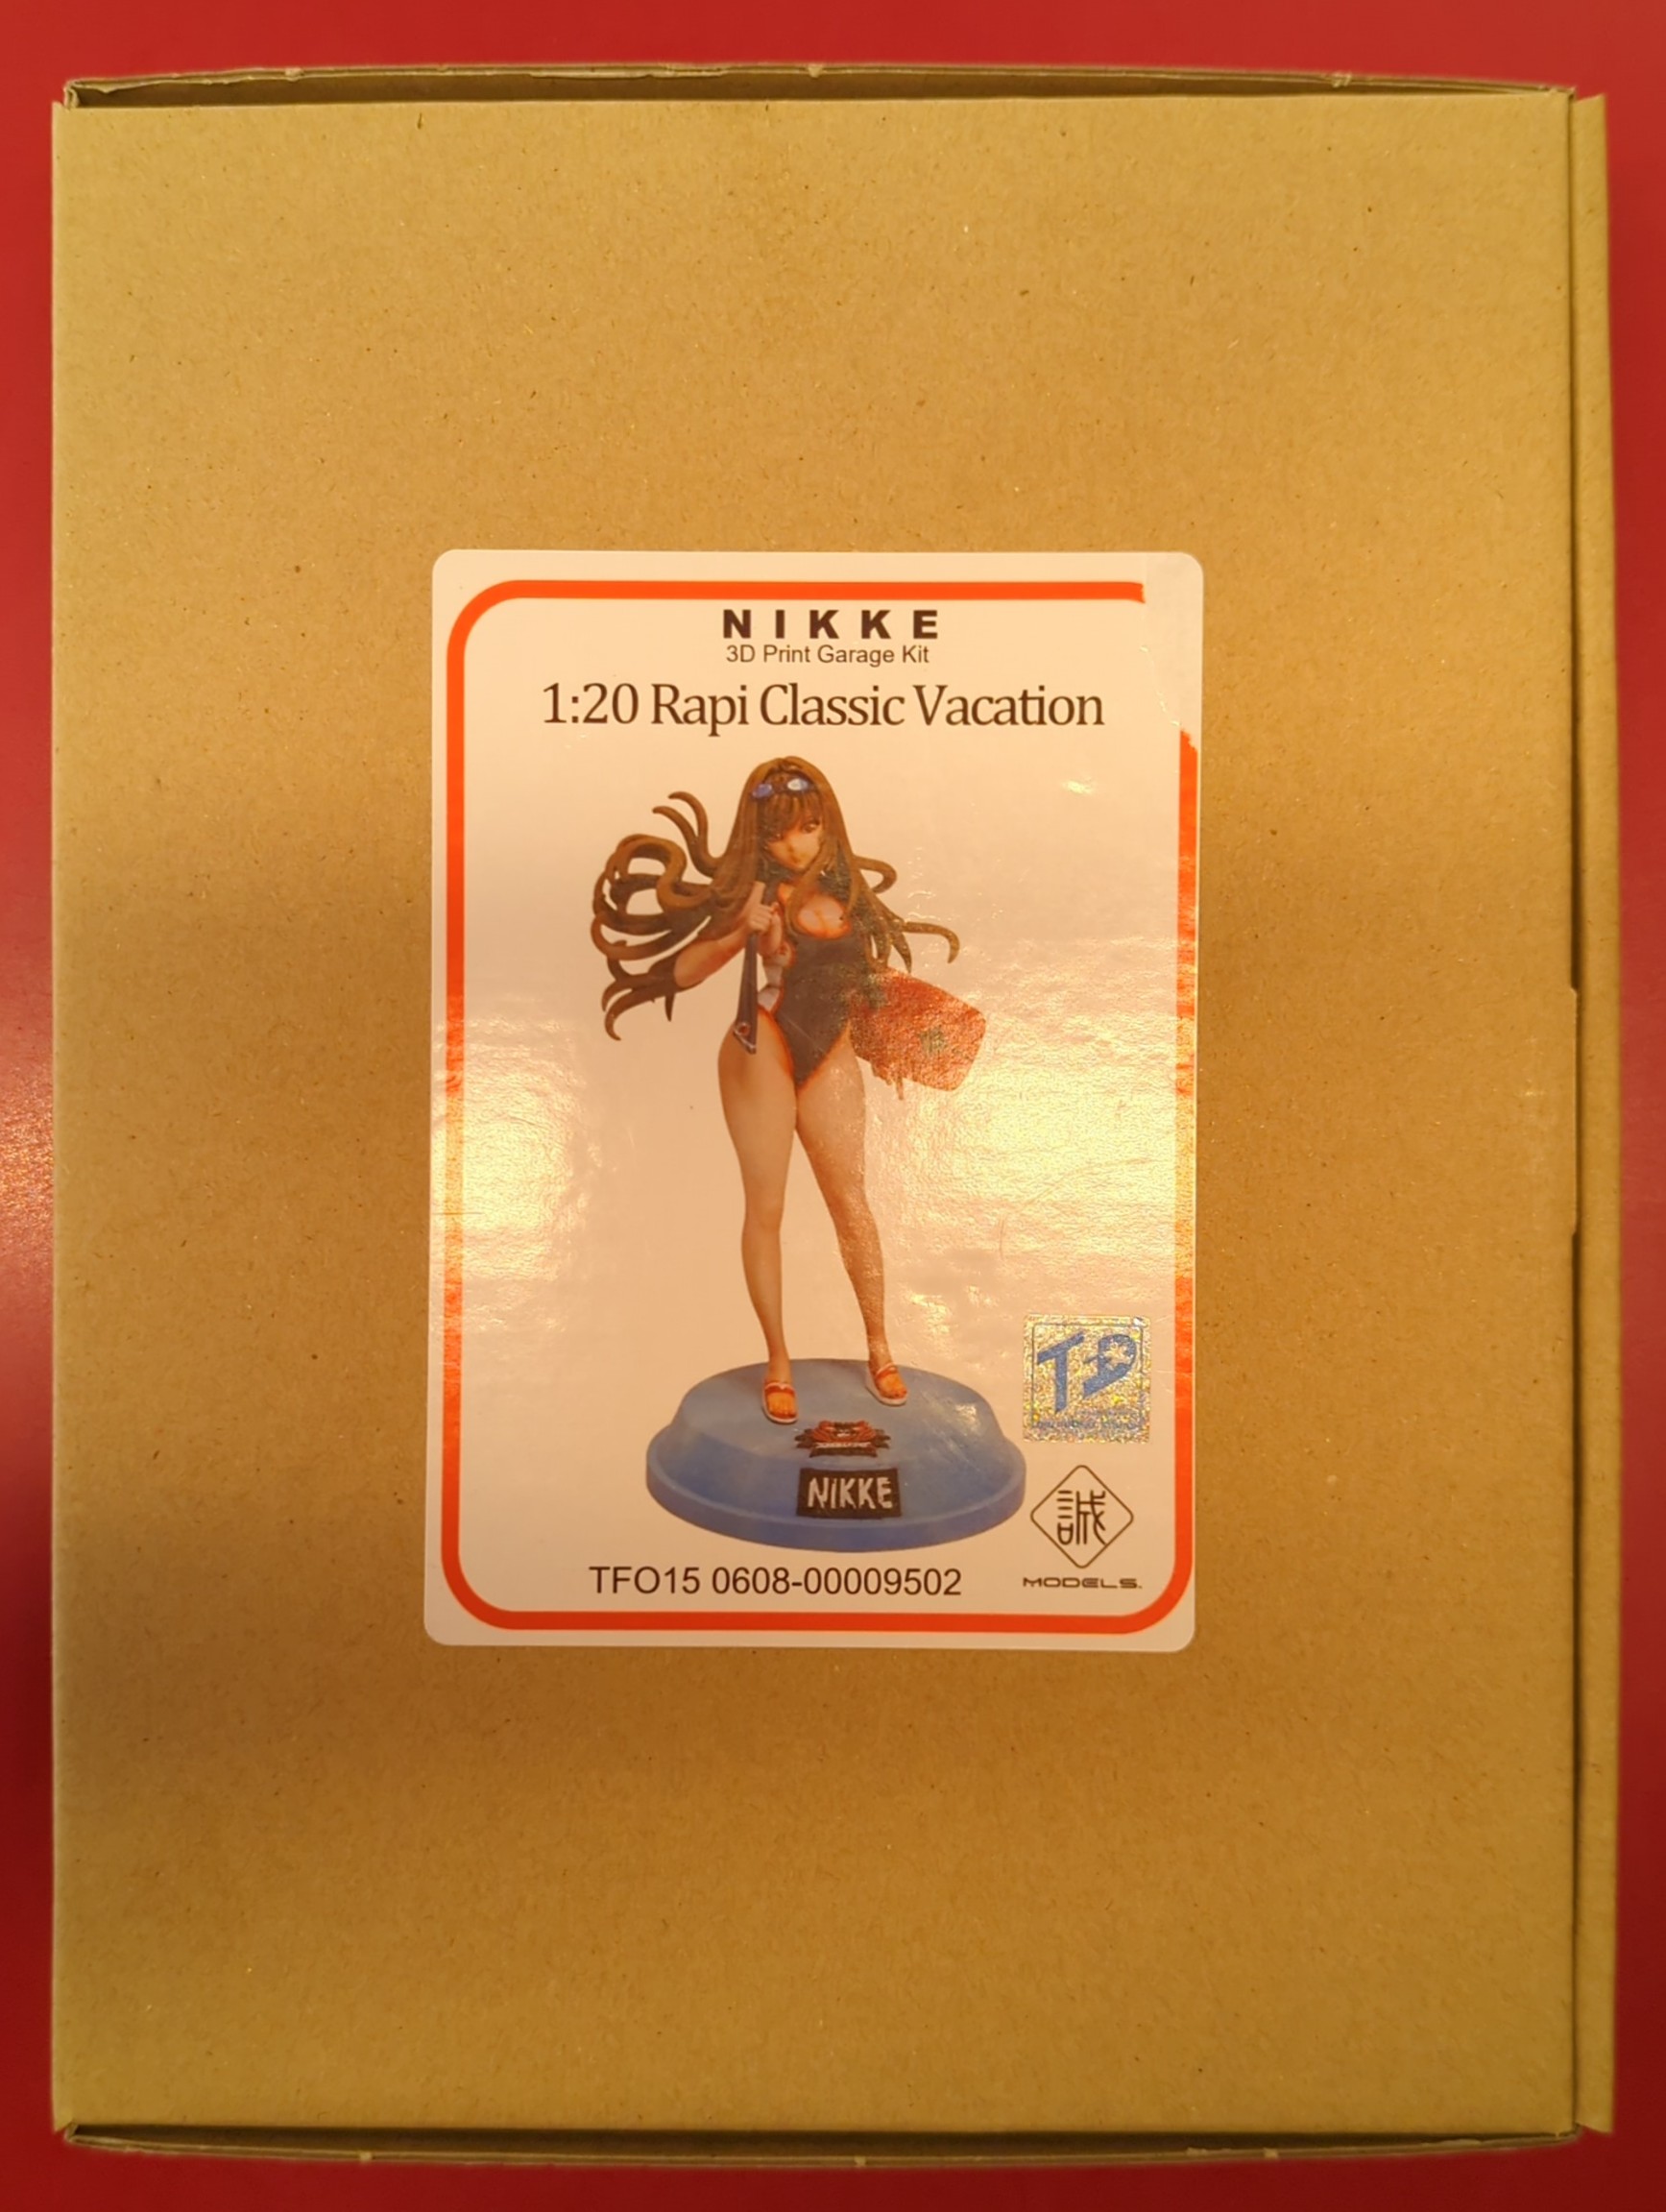 NIKKE
3D Print Garage Kit
1:20 Rapi Classic Vacation
NIKKE
TFO15 0608-00009502
誠
MODELS.